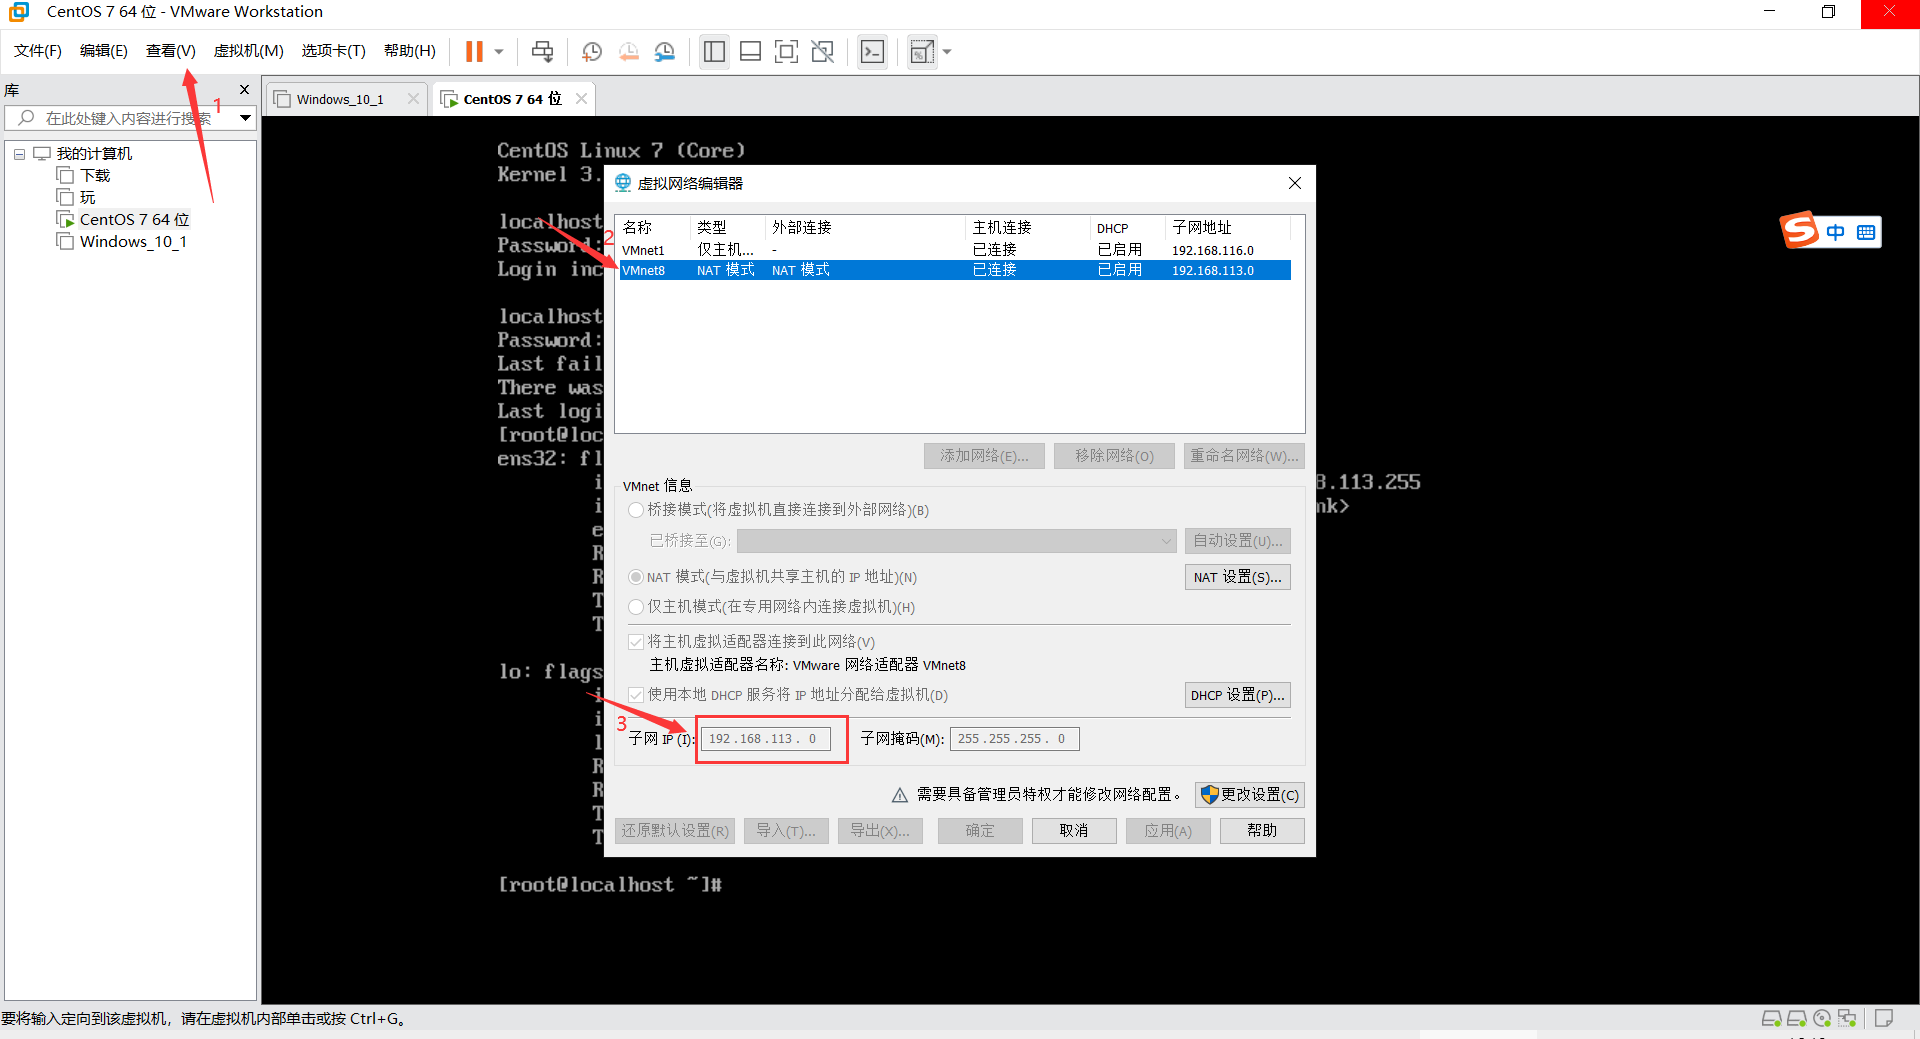 CentOS 7 64 位 - VMware Workstation
文件(F) 编辑(E) 查看(V) 虚拟机(M) 选项卡(T) 帮助(H)
库
1
在此处键入内容进行搜索
我的计算机
下载
玩
CentOS 7 64 位
Windows_10_1
Windows_10_1
CentOS 7 64 位
CentOS Linux 7 (Core)
Kernel 3.
localhost
Password:
Login inc
localhost
Password:
Last fail
There was
Last logi
[root@loc
ens32: fl
i 8.113.255
i nk>
e
R
R
T
T
lo: flags
i
i
l
R
R
T
T
[root@localhost ~]#
虚拟网络编辑器
名称 类型 外部连接 主机连接 DHCP 子网地址
2
VMnet1 仅主机... - 已连接 已启用 192.168.116.0
VMnet8 NAT 模式 NAT 模式 已连接 已启用 192.168.113.0
添加网络(E)... 移除网络(O) 重命名网络(W)...
VMnet 信息
桥接模式(将虚拟机直接连接到外部网络)(B)
已桥接至(G): 自动设置(U)...
NAT 模式(与虚拟机共享主机的 IP 地址)(N) NAT 设置(S)...
仅主机模式(在专用网络内连接虚拟机)(H)
将主机虚拟适配器连接到此网络(V)
主机虚拟适配器名称: VMware 网络适配器 VMnet8
使用本地 DHCP 服务将 IP 地址分配给虚拟机(D) DHCP 设置(P)...
3
子网 IP (I): 192.168.113. 0 子网掩码(M): 255.255.255. 0
需要具备管理员特权才能修改网络配置。 更改设置(C)
还原默认设置(R) 导入(T)... 导出(X)... 确定 取消 应用(A) 帮助
S 中
要将输入定向到该虚拟机，请在虚拟机内部单击或按 Ctrl+G。